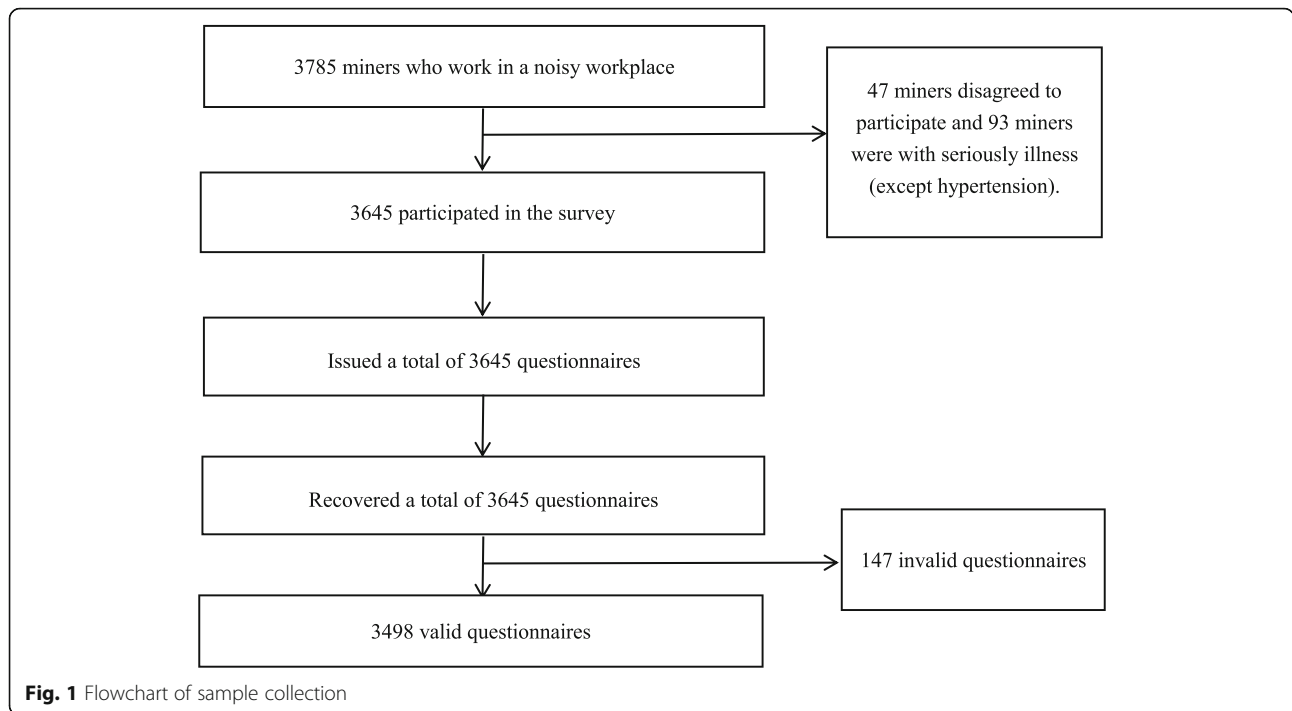 3785 miners who work in a noisy workplace
47 miners disagreed to
participate and 93 miners
were with seriously illness
(except hypertension).
3645 participated in the survey
Issued a total of 3645 questionnaires
Recovered a total of 3645 questionnaires
147 invalid questionnaires
3498 valid questionnaires
Fig. 1 Flowchart of sample collection